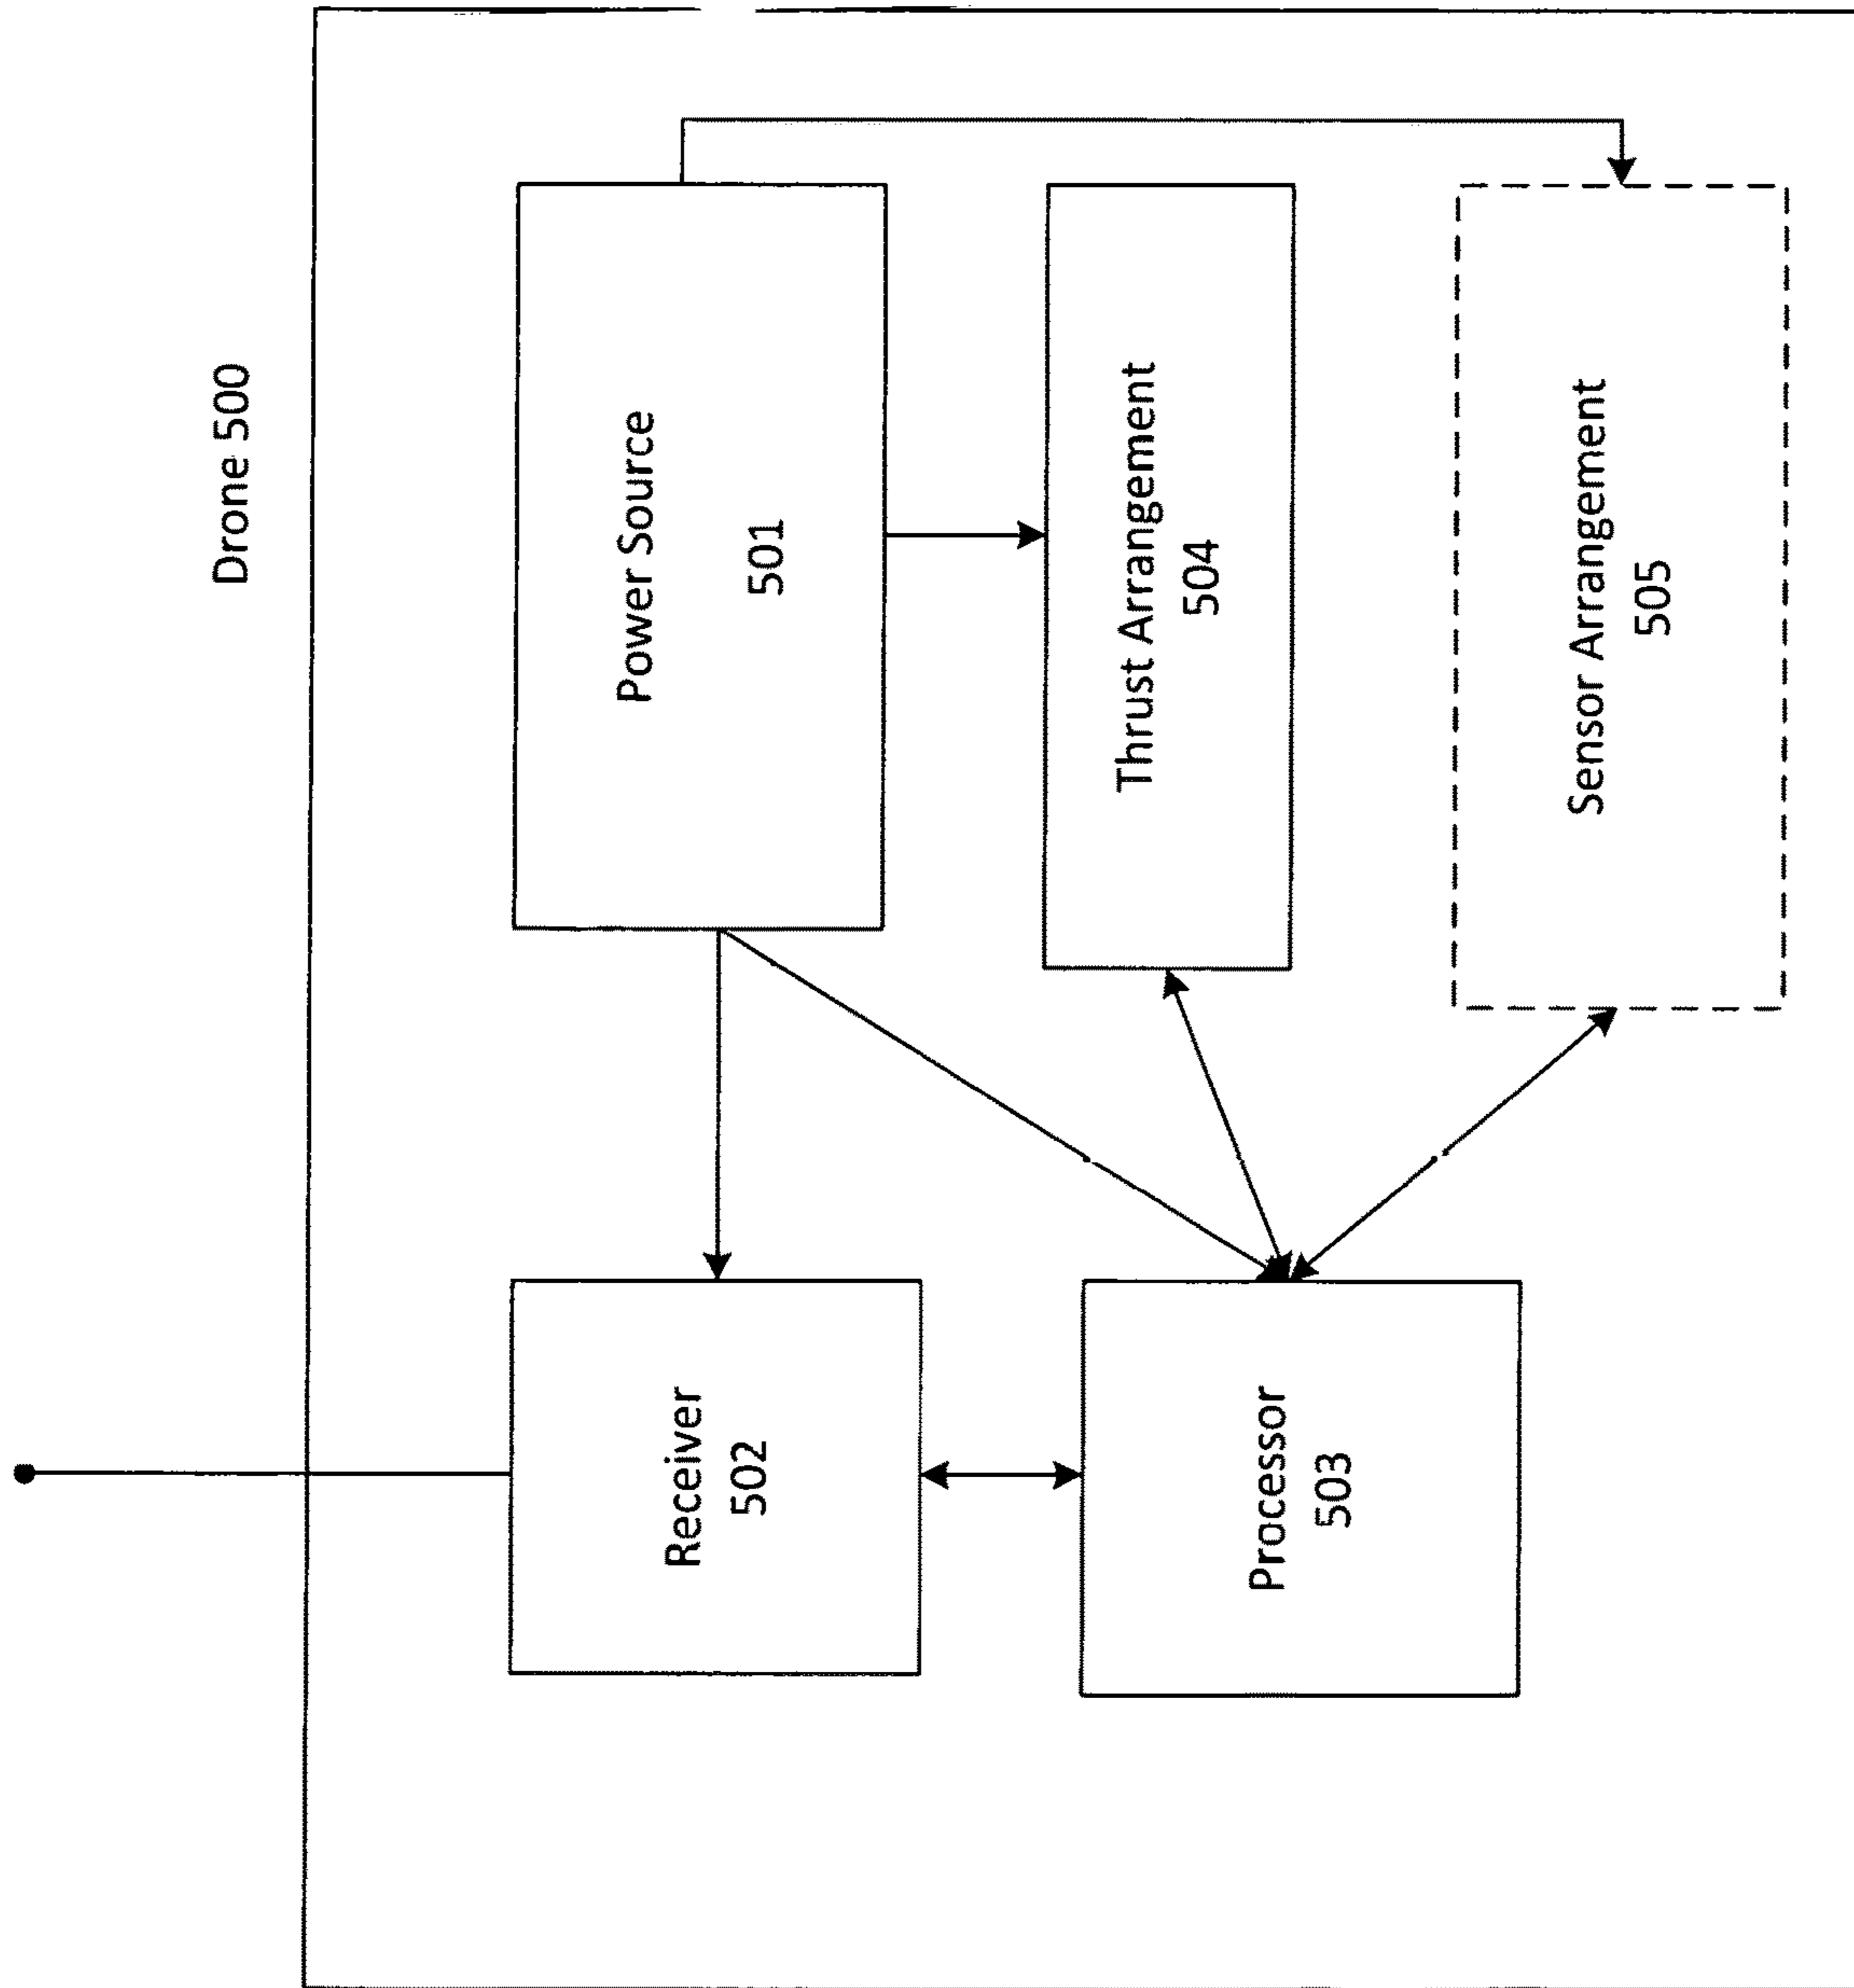 Drone 500
Receiver
502
Power Source
501
Processor
503
Thrust Arrangement
504
Sensor Arrangement
505